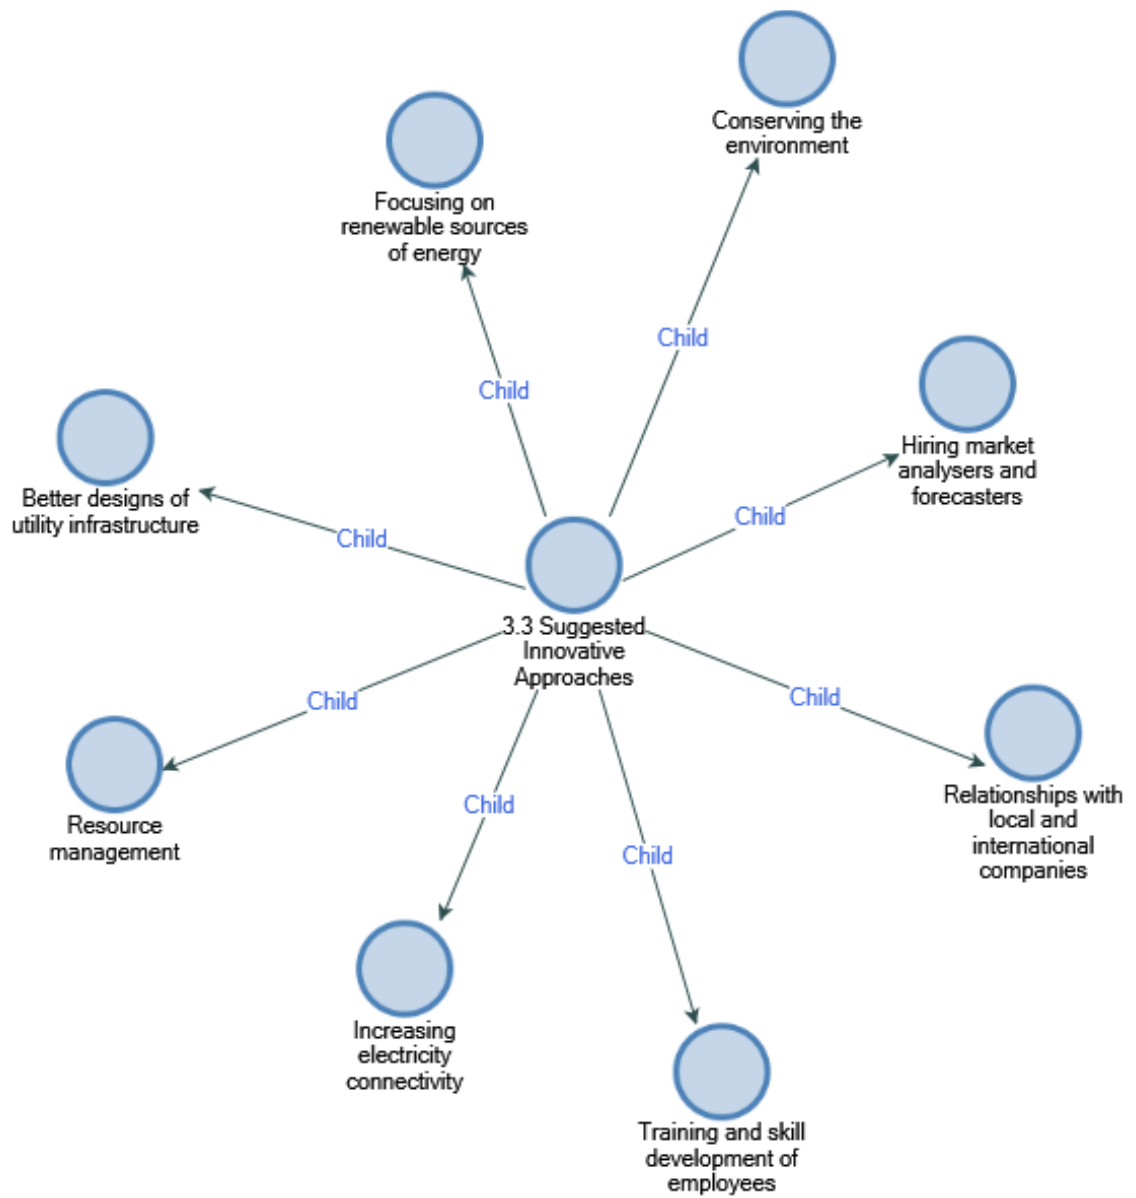 Conserving the
environment
Focusing on
renewable sources
of energy
Child
Child
Hiring market
analysers and
forecasters
Better designs of
utility infrastructure
Child
Child
3.3 Suggested
Innovative
Approaches
Child
Child
Resource
management
Relationships with
local and
international
companies
Child
Child
Increasing
electricity
connectivity
Training and skill
development of
employees